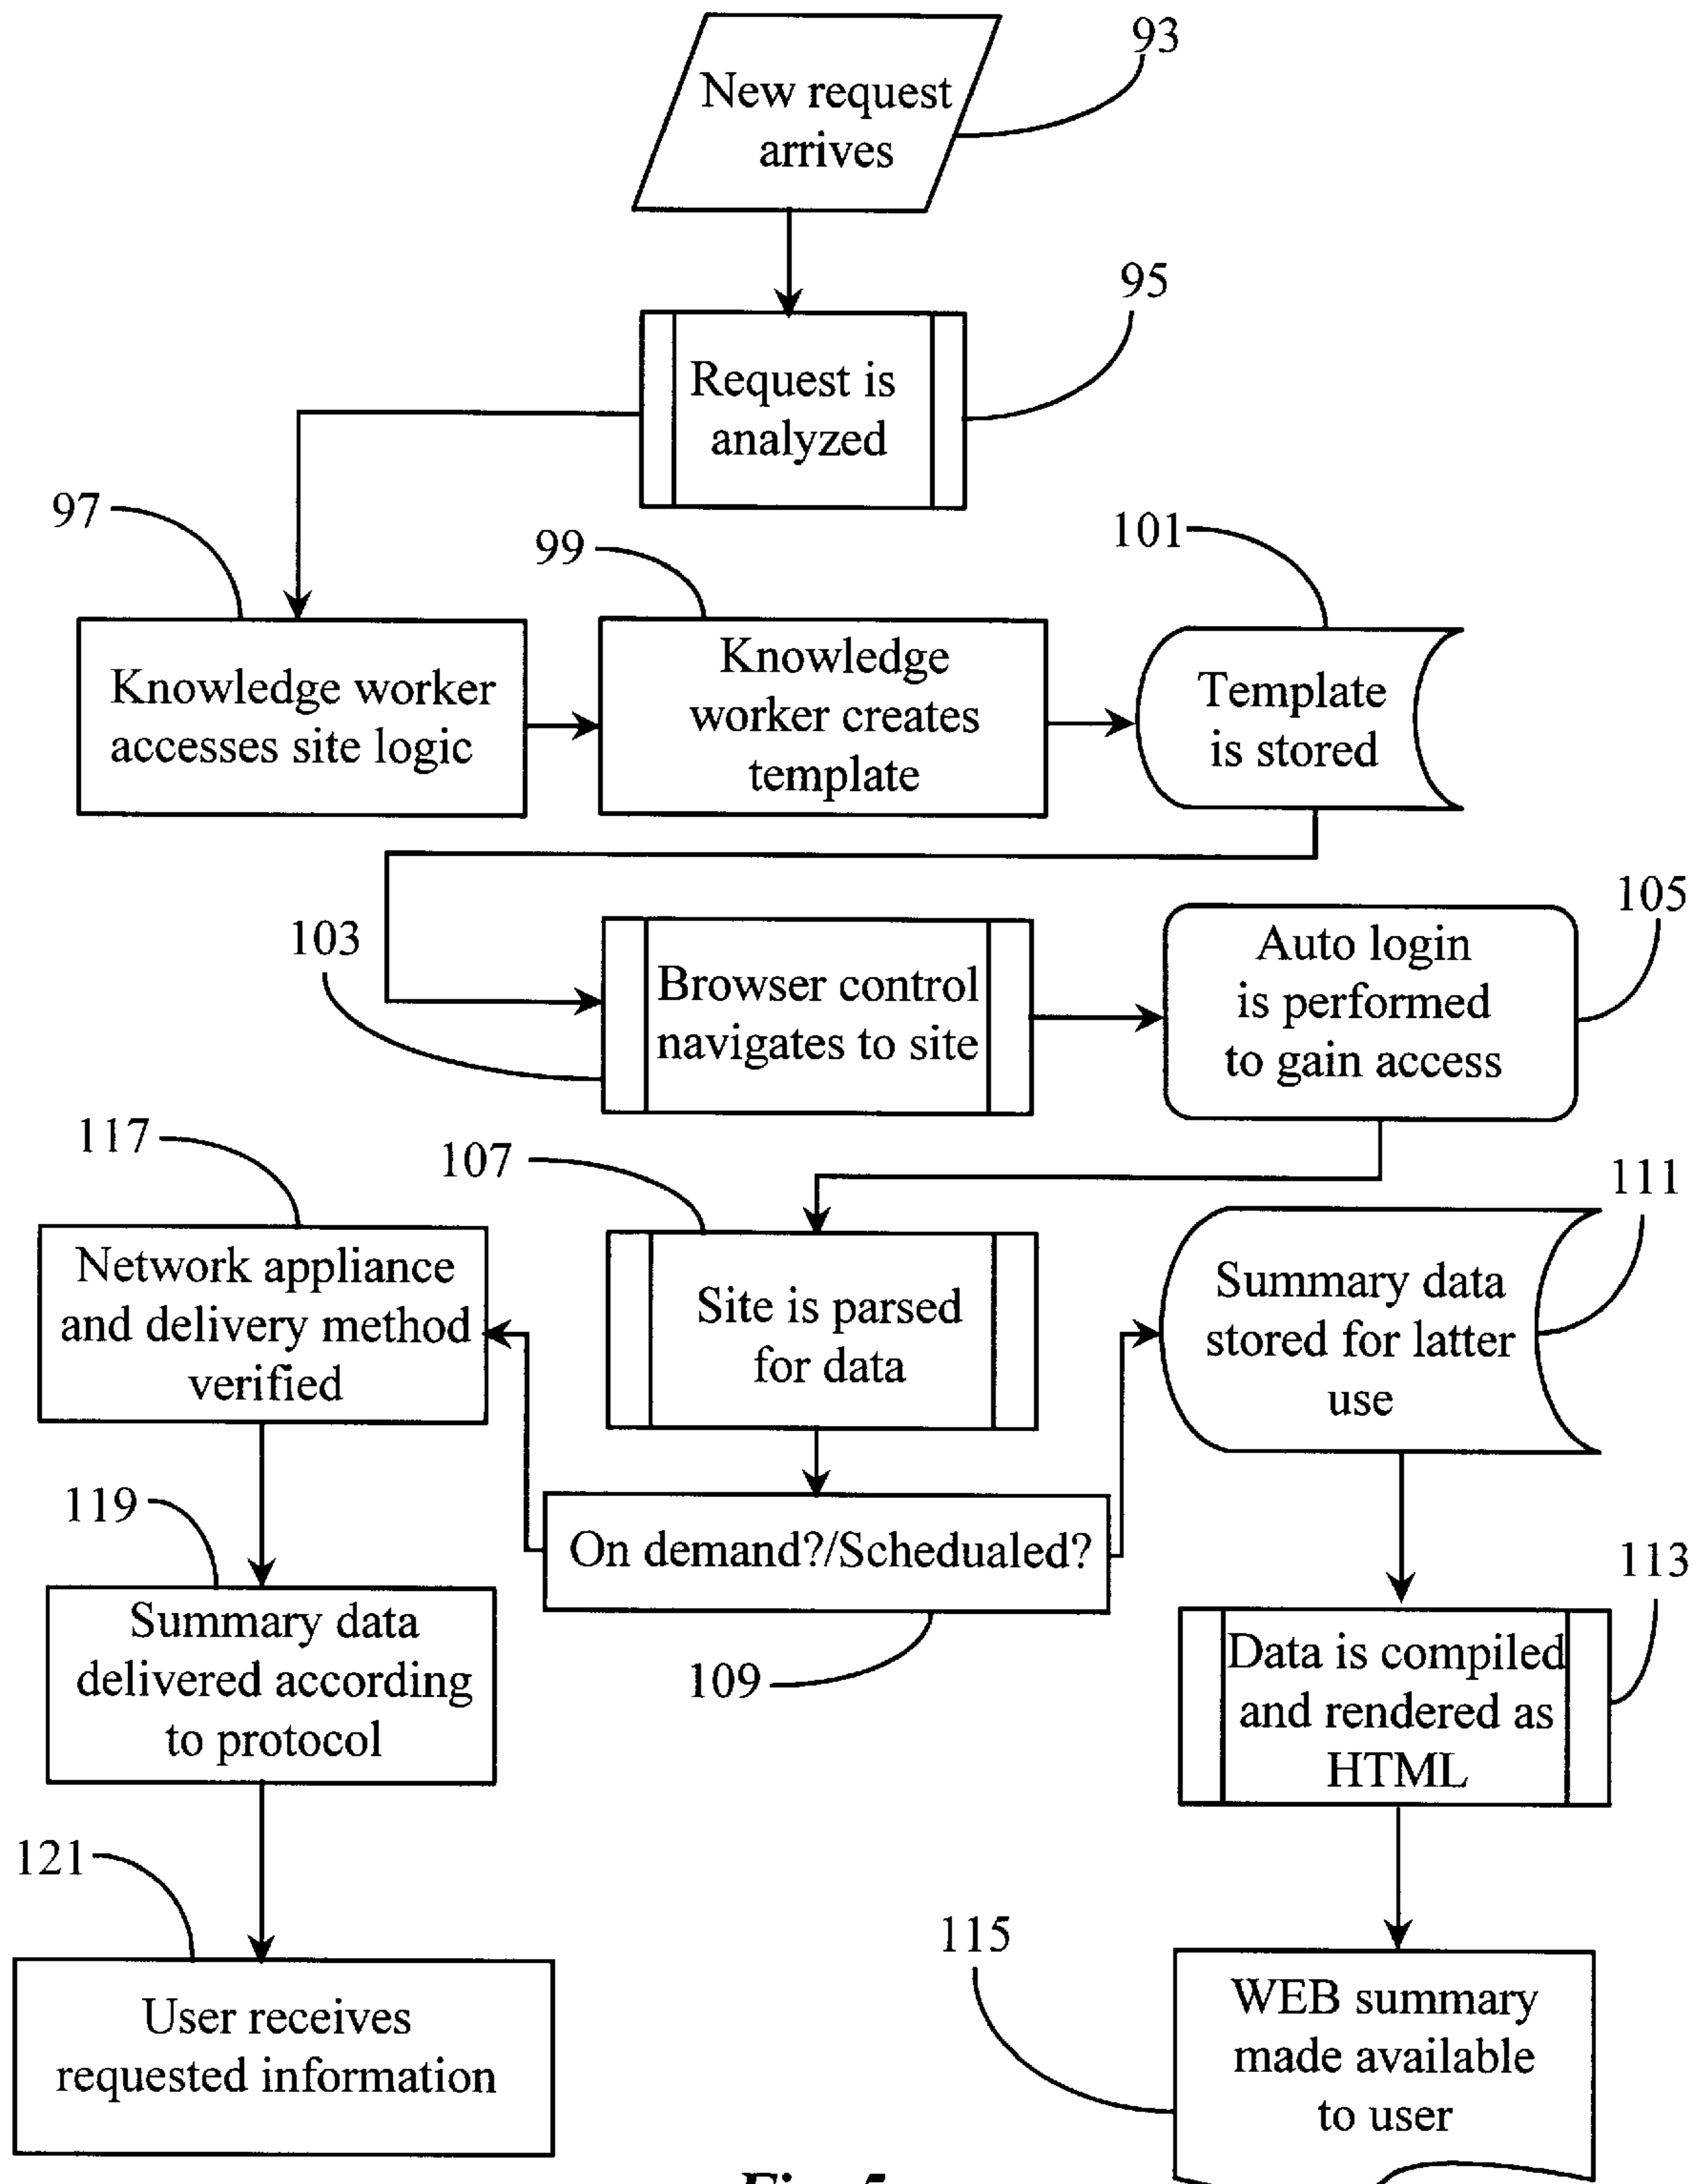 93
New request
arrives
95
Request is
analyzed
97
99
101
Knowledge worker
accesses site logic
Knowledge
worker creates
template
Template
is stored
103
105
Browser control
navigates to site
Auto login
is performed
to gain access
117
107
111
Network appliance
and delivery method
verified
Site is parsed
for data
Summary data
stored for latter
use
119
On demand?/Schedualed?
109
113
Summary data
delivered according
to protocol
Data is compiled
and rendered as
HTML
121
115
User receives
requested information
WEB summary
made available
to user